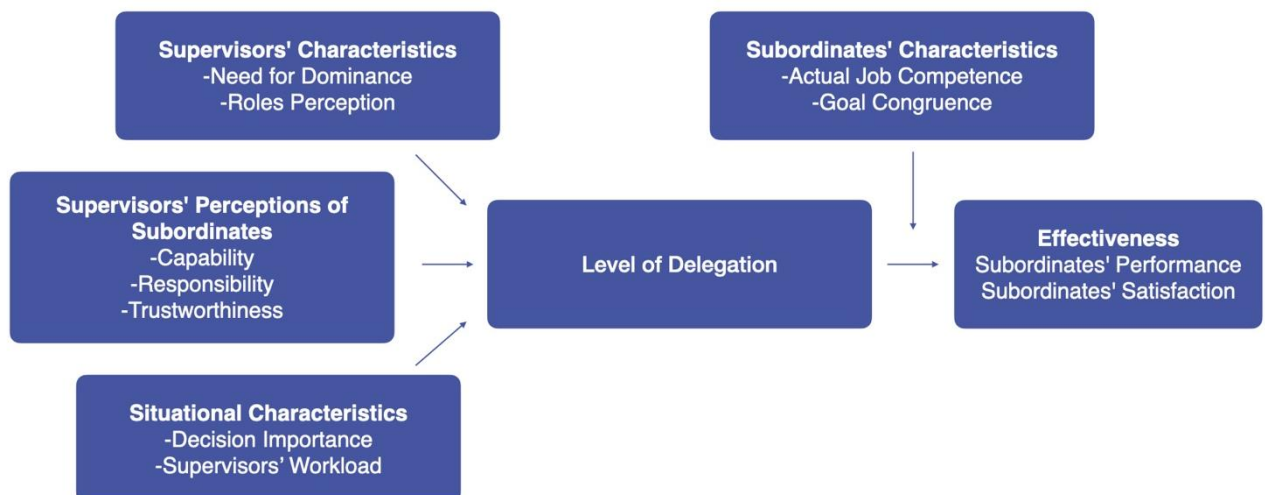 Supervisors' Characteristics
-Need for Dominance
-Roles Perception
Subordinates' Characteristics
-Actual Job Competence
-Goal Congruence
Supervisors' Perceptions of
Subordinates
-Capability
-Responsibility
-Trustworthiness
Level of Delegation
Effectiveness
Subordinates' Performance
Subordinates' Satisfaction
Situational Characteristics
-Decision Importance
-Supervisors’ Workload